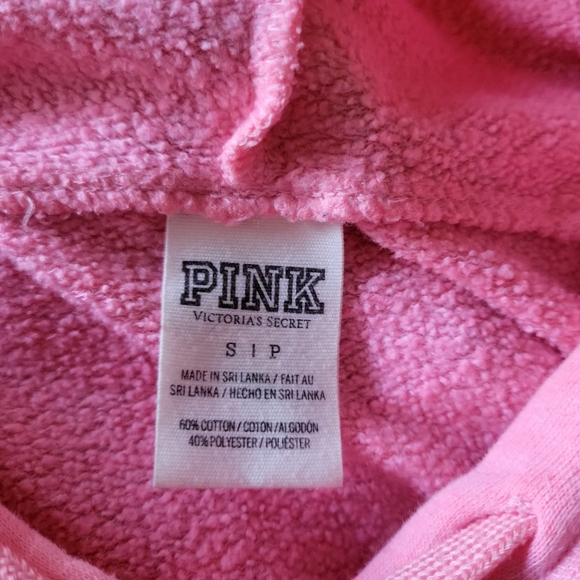 PINK
VICTORIA'S SECRET
S | P
MADE IN SRI LANKA / FAIT AU
SRI LANKA / HECHO EN SRI LANKA
60% COTTON / COTON / ALGODÓN
40% POLYESTER / POLIÉSTER